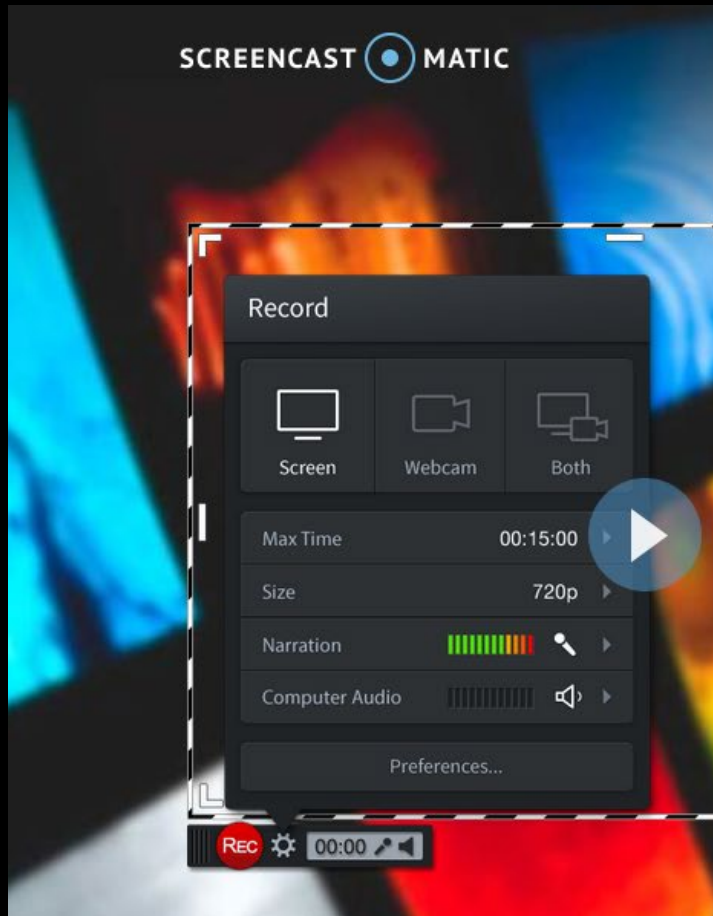 SCREENCAST MATIC
Record
Screen Webcam Both
Max Time 00:15:00
Size 720p
Narration
Computer Audio
Preferences...
REC 00:00